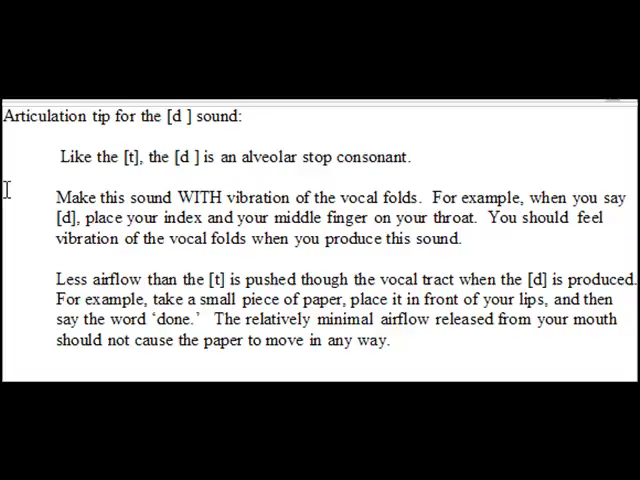 Articulation tip for the [d ] sound:
Like the [t], the [d ] is an alveolar stop consonant.
Make this sound WITH vibration of the vocal folds.  For example, when you say
[d], place your index and your middle finger on your throat.  You should  feel
vibration of the vocal folds when you produce this sound.
Less airflow than the [t] is pushed though the vocal tract when the [d] is produced.
For example, take a small piece of paper, place it in front of your lips, and then
say the word ‘done.’   The relatively minimal airflow released from your mouth
should not cause the paper to move in any way.